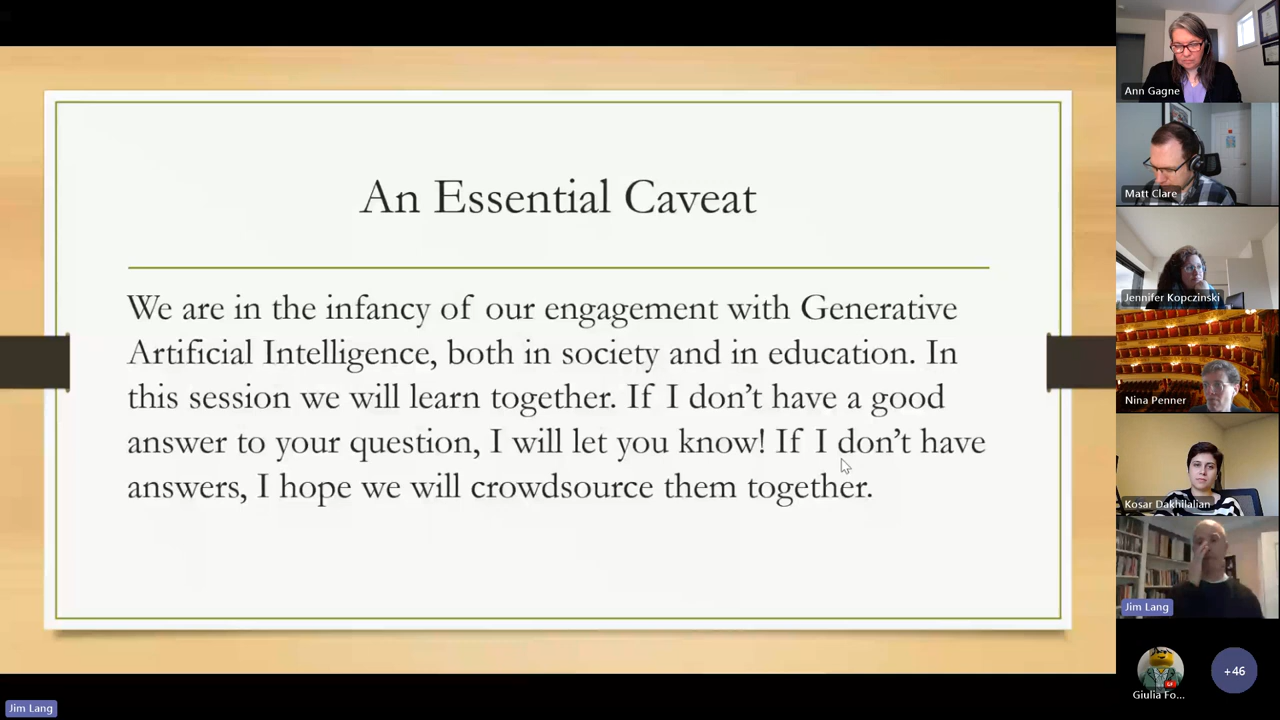 An Essential Caveat
We are in the infancy of our engagement with Generative
Artificial Intelligence, both in society and in education. In
this session we will learn together. If I don’t have a good
answer to your question, I will let you know! If I don’t have
answers, I hope we will crowdsource them together.
Ann Gagne
Matt Clare
Jennifer Kopczinski
Nina Penner
Kosar Dakhilalian
Jim Lang
Giulia Fo...
+46
Jim Lang